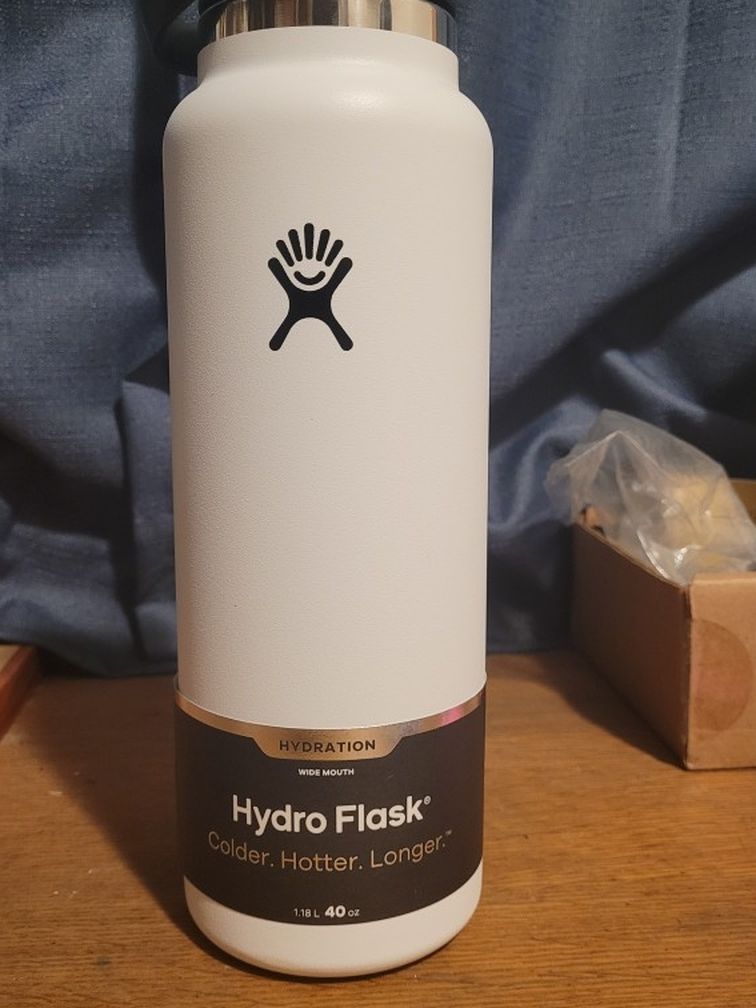 HYDRATION
WIDE MOUTH
Hydro Flask®
Colder. Hotter. Longer.™
1.18 L 40 oz